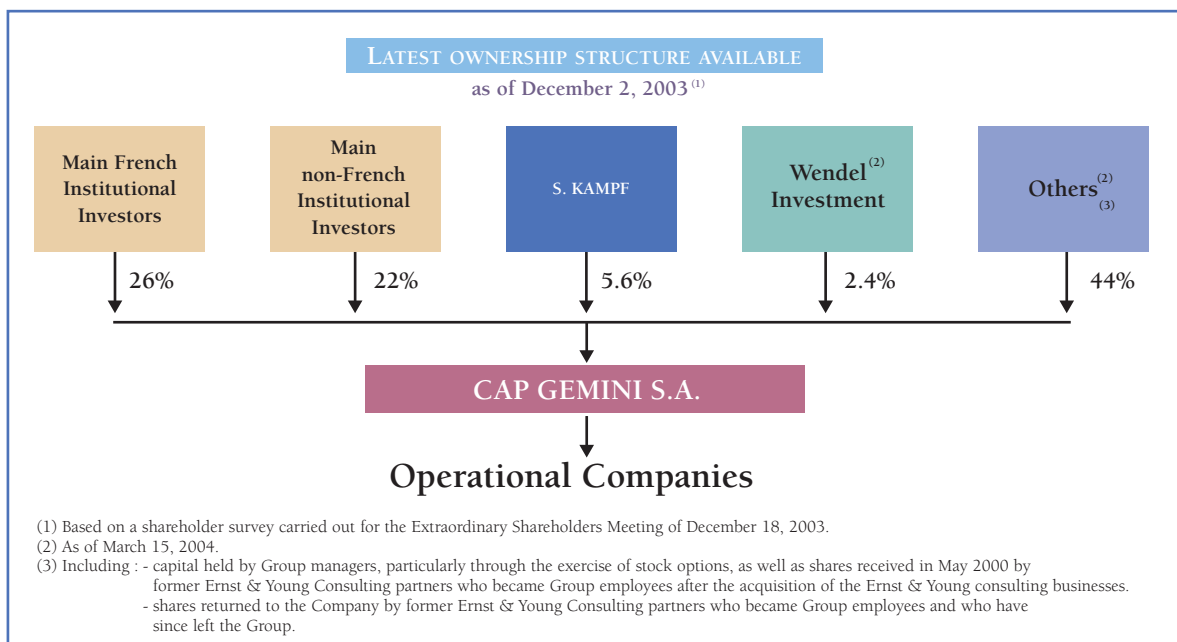 LATEST OWNERSHIP STRUCTURE AVAILABLE
as of December 2, 2003 (1)
Main French
Institutional
Investors
Main
non-French
Institutional
Investors
S. KAMPF
Wendel (2)
Investment
Others (2)
(3)
26%
22%
5.6%
2.4%
44%
CAP GEMINI S.A.
Operational Companies
(1) Based on a shareholder survey carried out for the Extraordinary Shareholders Meeting of December 18, 2003.
(2) As of March 15, 2004.
(3) Including : - capital held by Group managers, particularly through the exercise of stock options, as well as shares received in May 2000 by
former Ernst & Young Consulting partners who became Group employees after the acquisition of the Ernst & Young consulting businesses.
- shares returned to the Company by former Ernst & Young Consulting partners who became Group employees and who have
since left the Group.